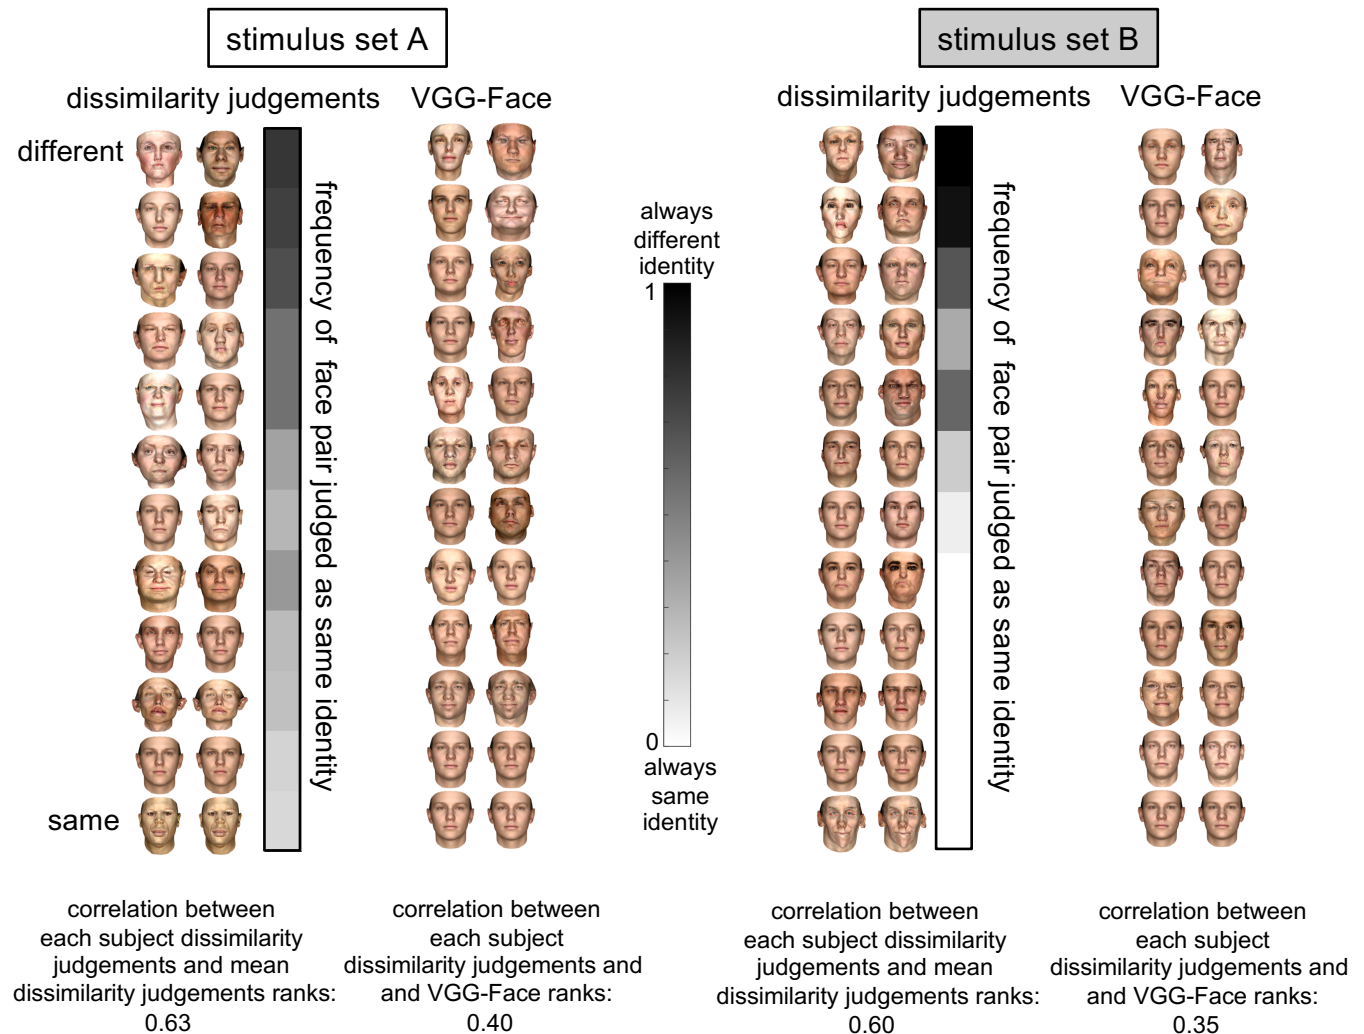 stimulus set A
stimulus set B
dissimilarity judgements
VGG-Face
dissimilarity judgements
VGG-Face
different
same
frequency of face pair judged as same identity
always
different
identity
1
0
always
same
identity
frequency of face pair judged as same identity
correlation between
each subject dissimilarity
judgements and mean
dissimilarity judgements ranks:
0.63
correlation between
each subject
dissimilarity judgements and
and VGG-Face ranks:
0.40
correlation between
each subject dissimilarity
judgements and mean
dissimilarity judgements ranks:
0.60
correlation between
each subject
dissimilarity judgements and
and VGG-Face ranks:
0.35